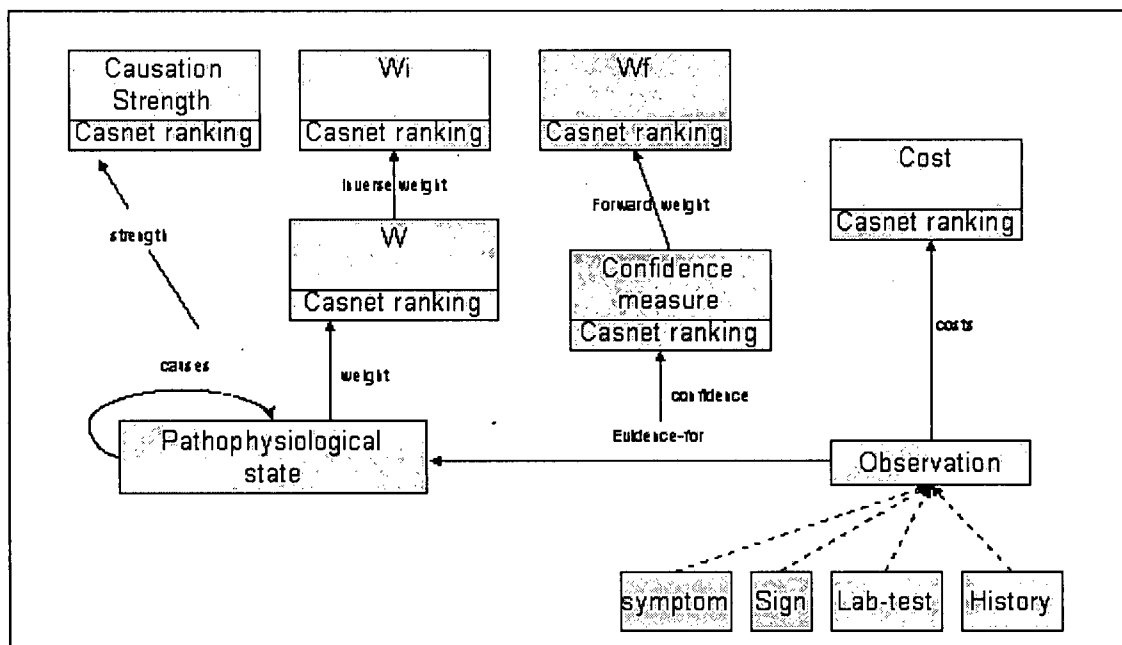 Causation
Strength
Casnet ranking
Wi
Casnet ranking
Wf
Casnet ranking
Cost
Casnet ranking
Inverse weight
Forward weight
strength
W
Casnet ranking
Confidence
measure
Casnet ranking
costs
causes
weight
confidence
Evidence-for
Pathophysiological
state
Observation
symptom
Sign
Lab-test
History